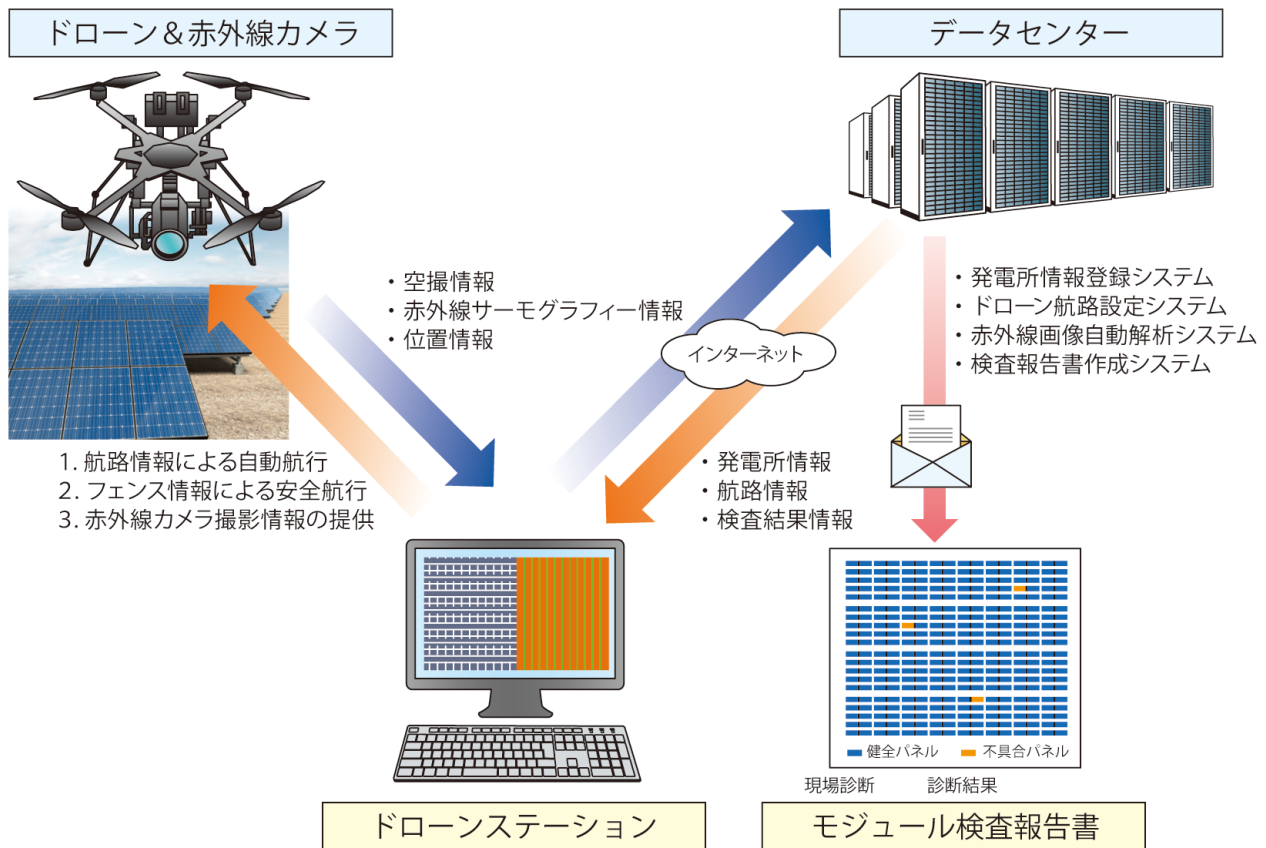 ドローン＆赤外線カメラ
データセンター
・空撮情報
・赤外線サーモグラフィー情報
・位置情報
インターネット
・発電所情報登録システム
・ドローン航路設定システム
・赤外線画像自動解析システム
・検査報告書作成システム
1. 航路情報による自動航行
2. フェンス情報による安全航行
3. 赤外線カメラ撮影情報の提供
・発電所情報
・航路情報
・検査結果情報
健全パネル 不具合パネル
現場診断 診断結果
ドローンステーション
モジュール検査報告書